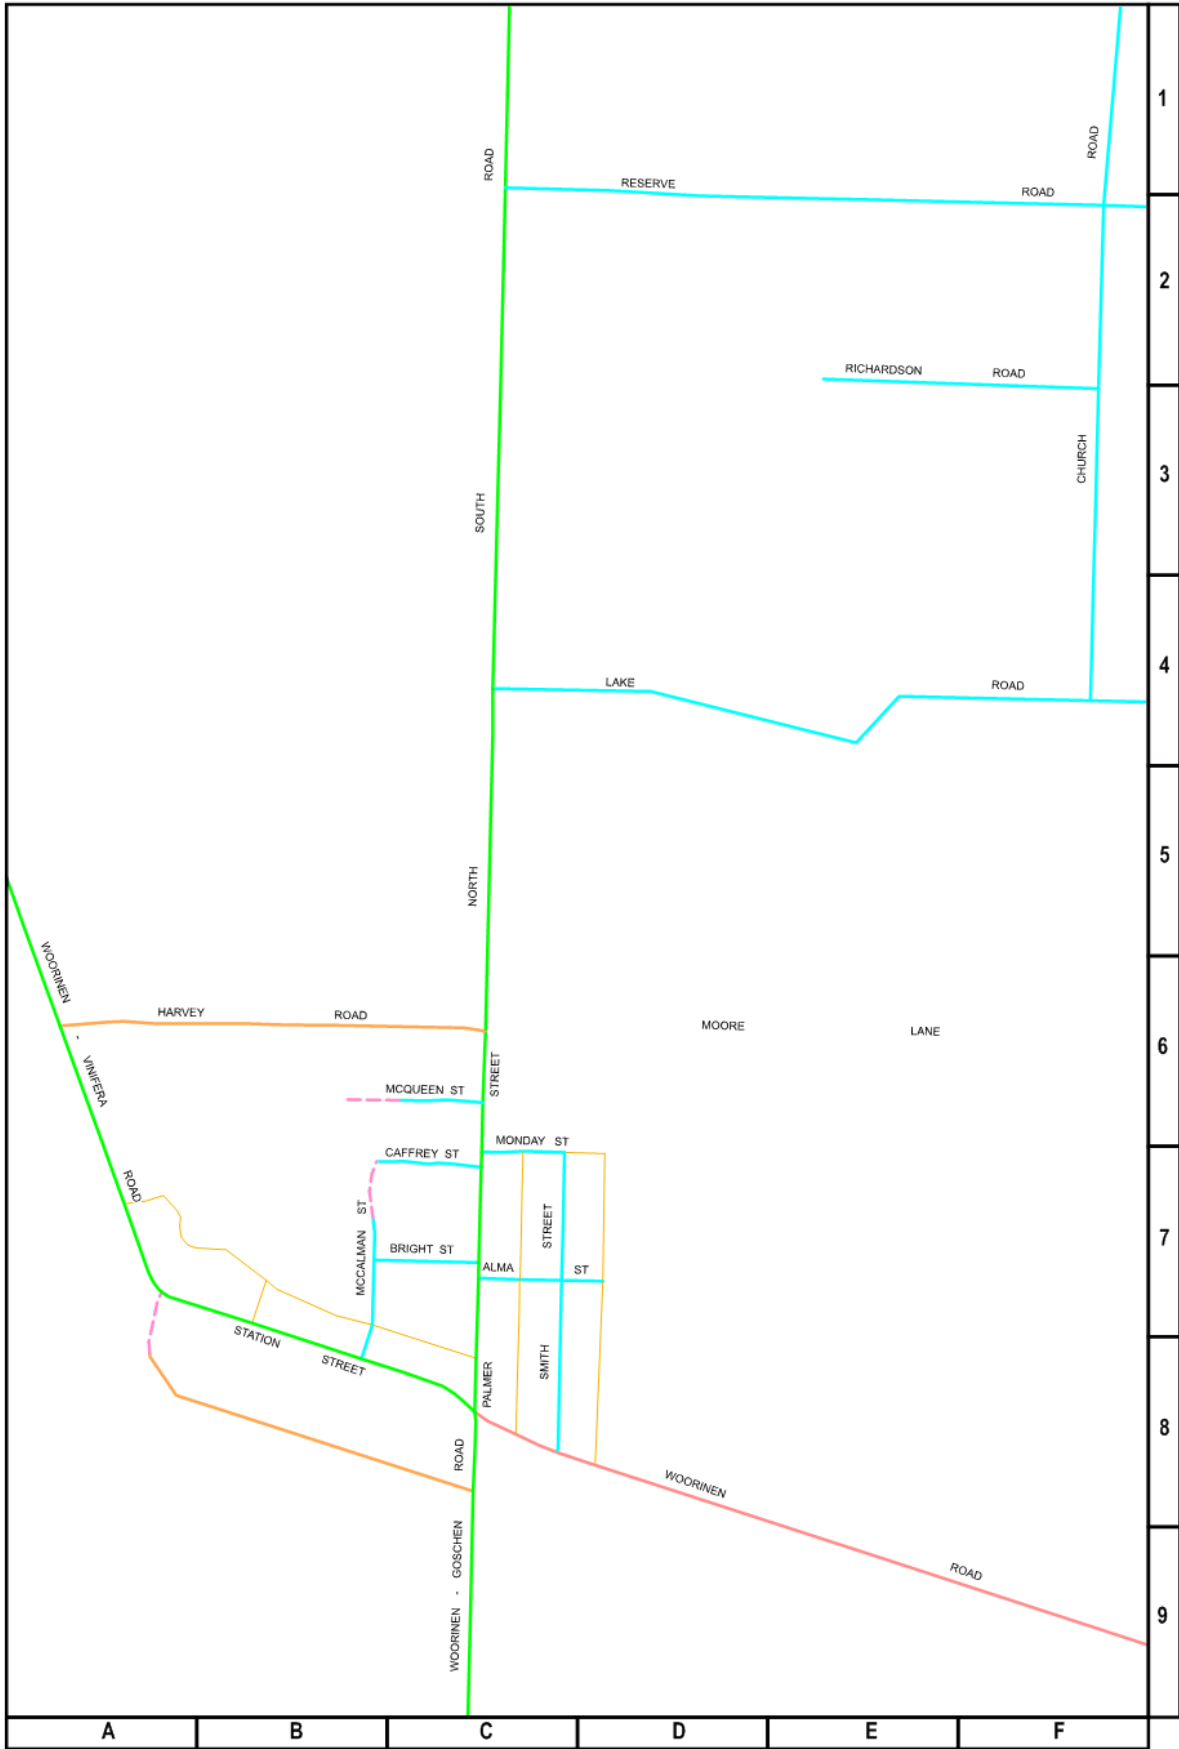 1
ROAD
ROAD
RESERVE
ROAD
2
RICHARDSON ROAD
CHURCH
3
SOUTH
4
LAKE
ROAD
5
NORTH
WOORINEN - VINIFERA ROAD
HARVEY ROAD
MOORE LANE
6
STREET
MCQUEEN ST
MONDAY ST
CAFFREY ST
MCCALMAN ST
SMITH STREET
7
BRIGHT ST
ALMA ST
STATION STREET
PALMER
8
WOORINEN - GOSCHEN ROAD
WOORINEN ROAD
9
A B C D E F